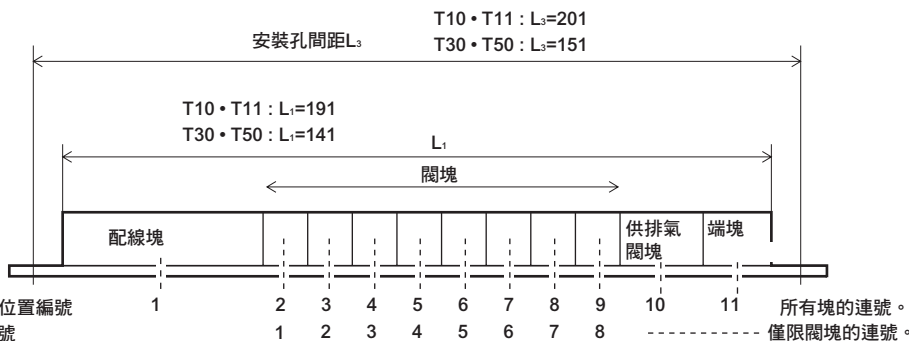 安裝孔間距L₃
T10 • T11 : L₃=201
T30 • T50 : L₃=151
T10 • T11 : L₁=191
T30 • T50 : L₁=141
L₁
閥塊
配線塊
供排氣
閥塊
端塊
位置編號 1 2 3 4 5 6 7 8 9 10 11 所有塊的連號。
號 1 2 3 4 5 6 7 8 僅限閥塊的連號。